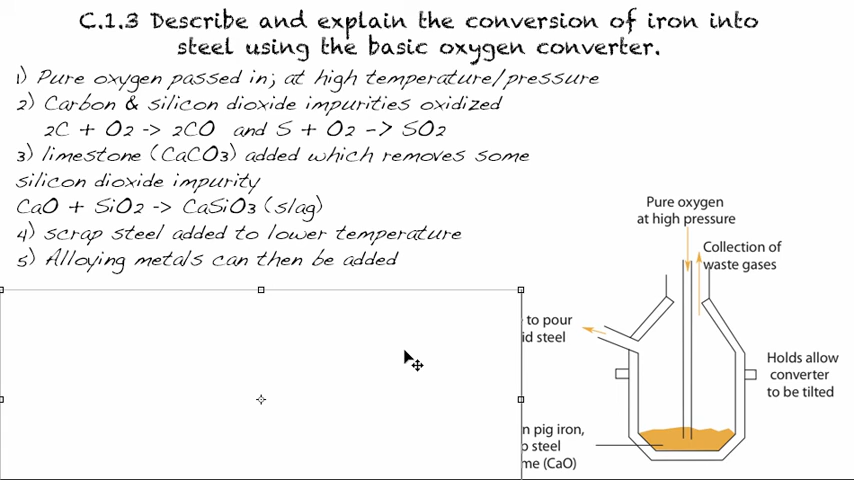 C.1.3 Describe and explain the conversion of iron into
steel using the basic oxygen converter.
1) Pure oxygen passed in; at high temperature/pressure
2) Carbon & silicon dioxide impurities oxidized
2C + O2 -> 2CO and S + O2 -> SO2
3) limestone (CaCO3) added which removes some
silicon dioxide impurity
CaO + SiO2 -> CaSiO3 (slag)
4) scrap steel added to lower temperature
5) Alloying metals can then be added
Pure oxygen
at high pressure
Collection of
waste gases
to pour
id steel
Holds allow
converter
to be tilted
n pig iron,
p steel
me (CaO)